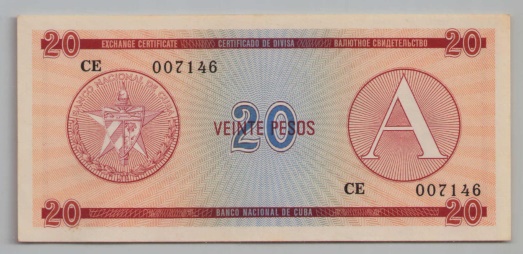 20 EXCHANGE CERTIFICATE CERTIFICADO DE DIVISA ВАЛЮТНОЕ СВИДЕТЕЛЬСТВО 20
CE 007146
BANCO NACIONAL DE CUBA
20
VEINTE PESOS
A
CE 007146
20 BANCO NACIONAL DE CUBA 20